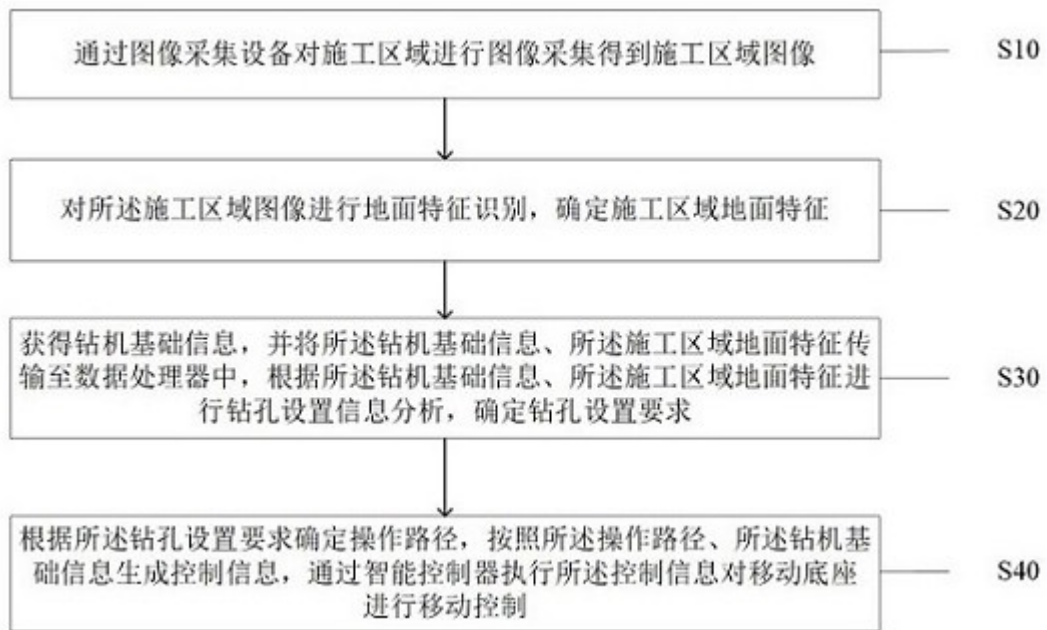 通过图像采集设备对施工区域进行图像采集得到施工区域图像
S10
对所述施工区域图像进行地面特征识别，确定施工区域地面特征
S20
获得钻机基础信息，并将所述钻机基础信息、所述施工区域地面特征传
输至数据处理器中，根据所述钻机基础信息、所述施工区域地面特征进
行钻孔设置信息分析，确定钻孔设置要求
S30
根据所述钻孔设置要求确定操作路径，按照所述操作路径、所述钻机基
础信息生成控制信息，通过智能控制器执行所述控制信息对移动底座
进行移动控制
S40